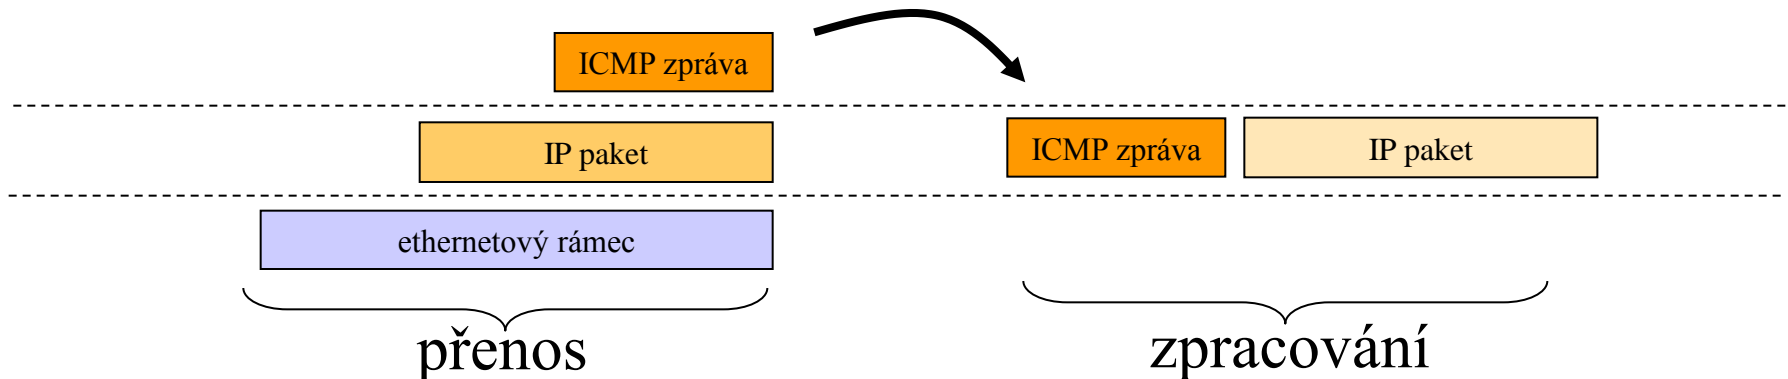 ICMP zpráva
IP paket
ICMP zpráva
IP paket
ethernetový rámec
přenos
zpracování